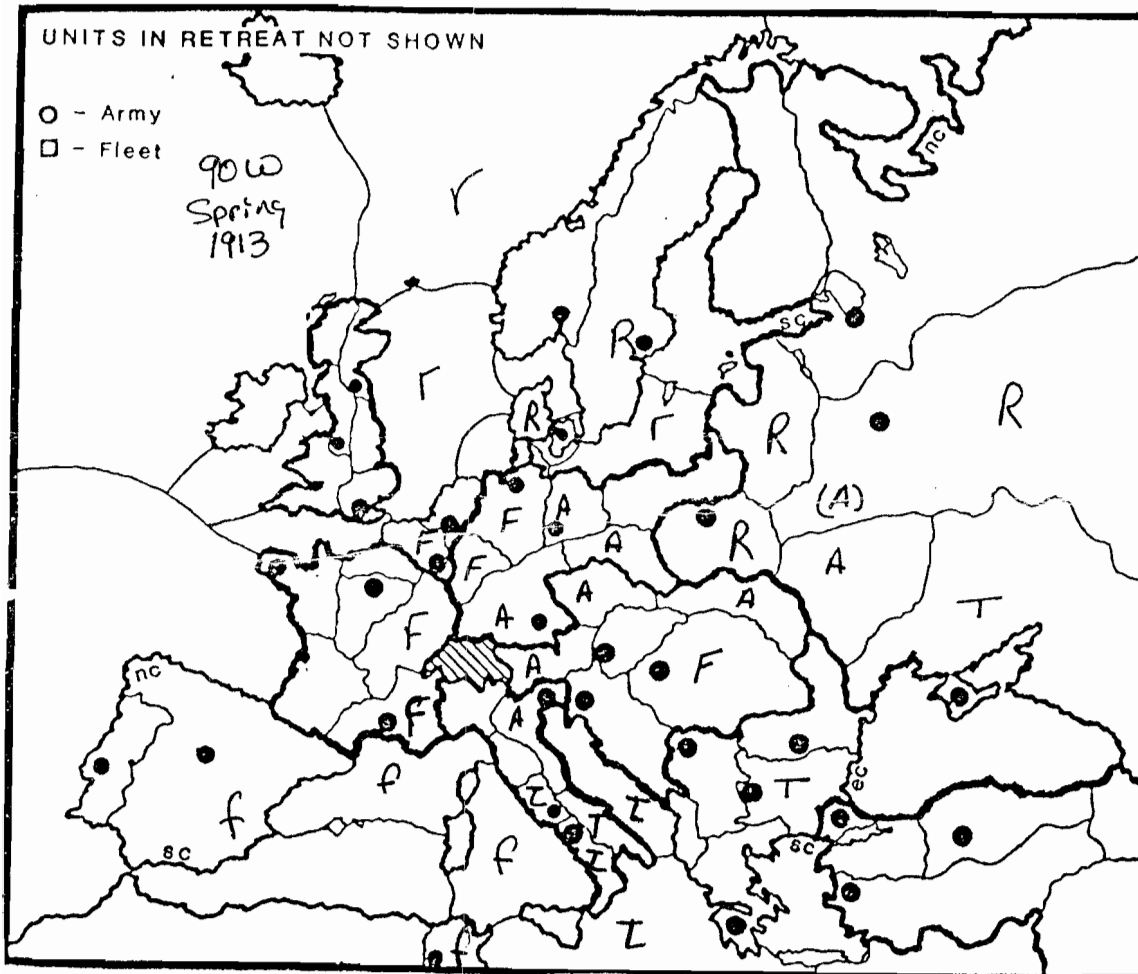 UNITS IN RETREAT NOT SHOWN
○ - Army
□ - Fleet
90W
Spring
1913
nc
r
r
R
sc
R
r
R
R
(A)
F
A
F
F
A
R
A
A
A
A
T
F
A
F
nc
F
A
f
T
ec
f
I
I
T
I
f
sc
sc
I
f